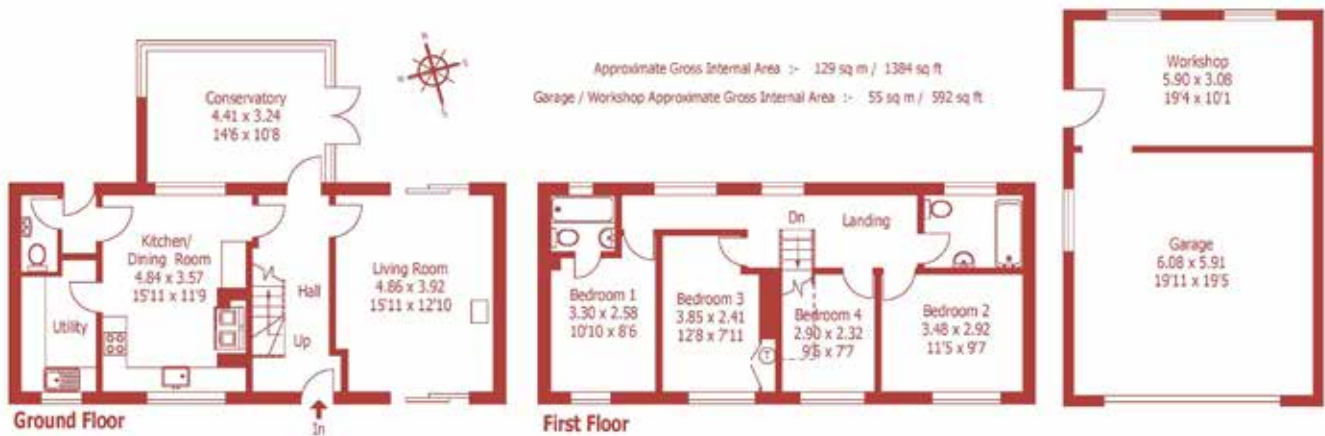 Approximate Gross Internal Area :- 129 sq m / 1384 sq ft
Garage / Workshop Approximate Gross Internal Area :- 55 sq m / 592 sq ft
Conservatory
4.41 x 3.24
14'6 x 10'8
Kitchen/
Dining Room
4.84 x 3.57
15'11 x 11'9
Utility
Hall
Up
Living Room
4.86 x 3.92
15'11 x 12'10
In
Ground Floor
Dn
Landing
Bedroom 1
3.30 x 2.58
10'10 x 8'6
Bedroom 3
3.85 x 2.41
12'8 x 7'11
T
Bedroom 4
2.90 x 2.32
9'6 x 7'7
Bedroom 2
3.48 x 2.92
11'5 x 9'7
First Floor
Workshop
5.90 x 3.08
19'4 x 10'1
Garage
6.08 x 5.91
19'11 x 19'5